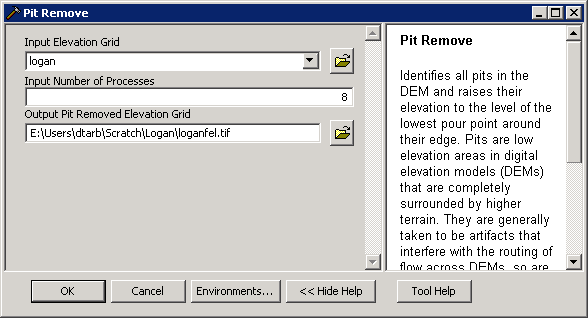 Pit Remove
Input Elevation Grid
logan
Input Number of Processes
8
Output Pit Removed Elevation Grid
E:\Users\dtarb\Scratch\Logan\loganfel.tif
Pit Remove
Identifies all pits in the
DEM and raises their
elevation to the level of the
lowest pour point around
their edge. Pits are low
elevation areas in digital
elevation models (DEMs)
that are completely
surrounded by higher
terrain. They are generally
taken to be artifacts that
interfere with the routing of
flow across DEMs, so are
OK
Cancel
Environments...
<< Hide Help
Tool Help